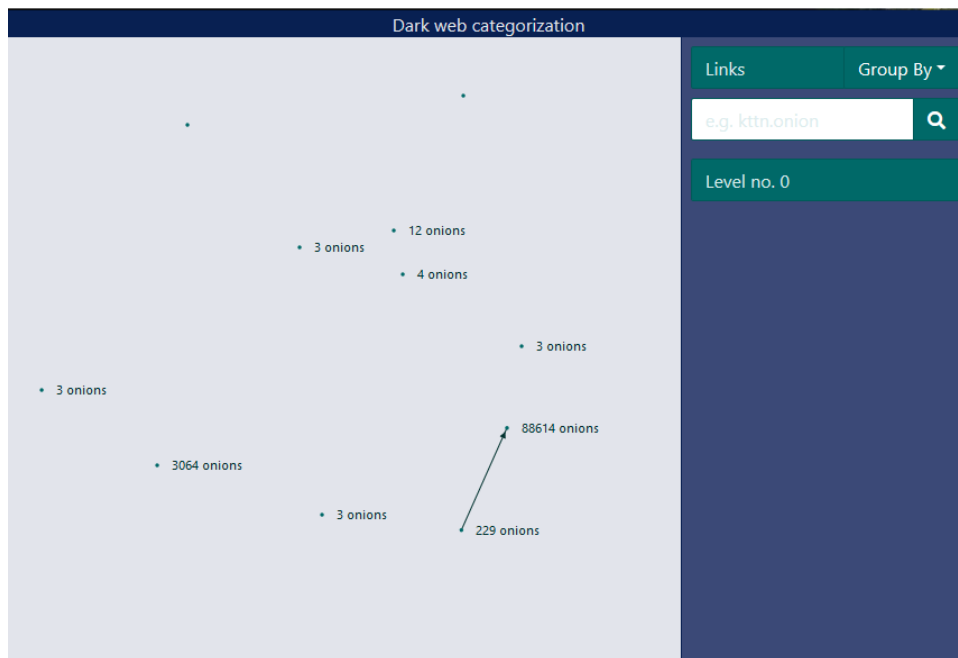 Dark web categorization
Links
Group By
e.g. kttn.onion
Level no. 0
12 onions
3 onions
4 onions
3 onions
3 onions
88614 onions
3064 onions
3 onions
229 onions